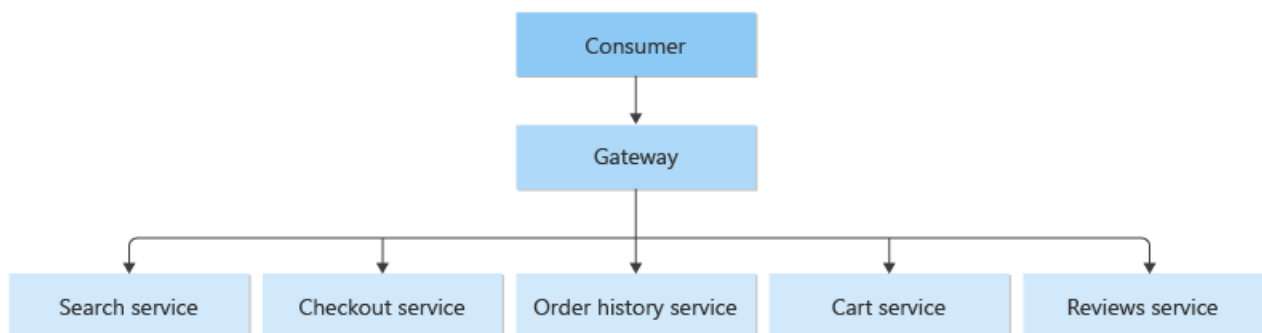 Consumer
Gateway
Search service
Checkout service
Order history service
Cart service
Reviews service